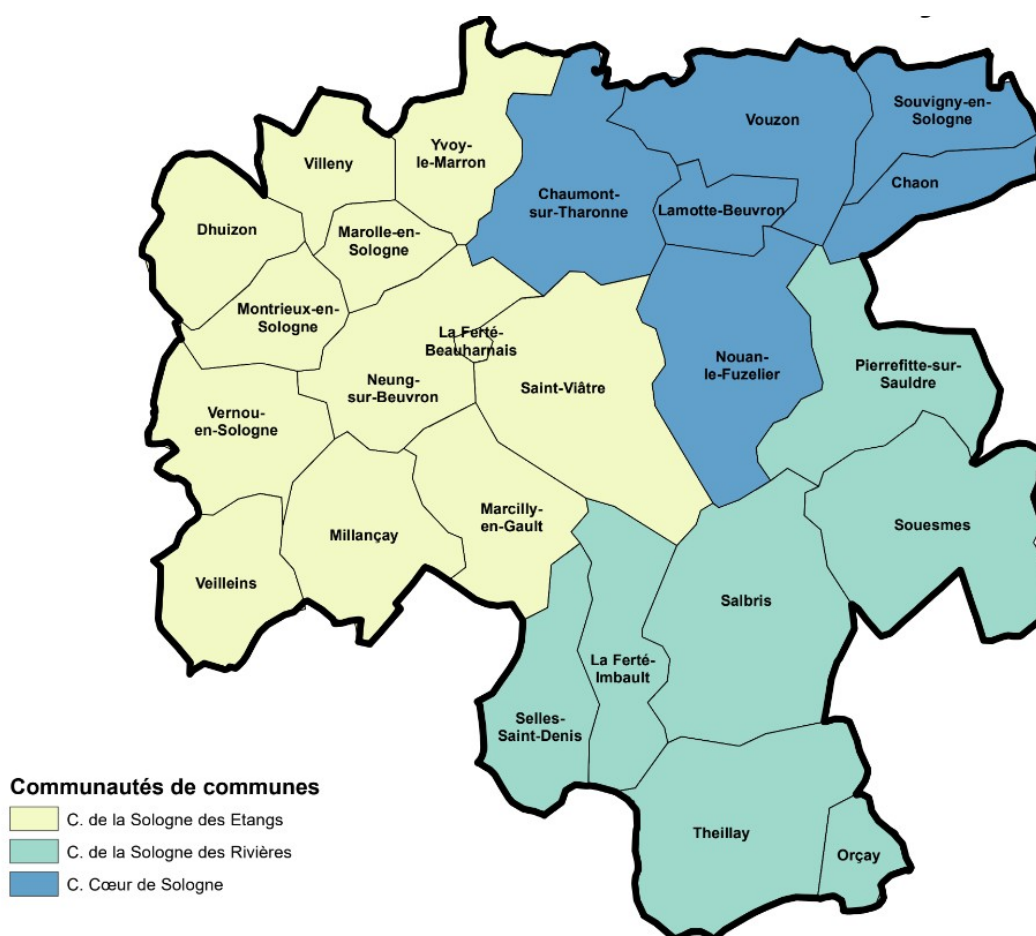 Souvigny-en-
Sologne
Vouzon
Yvoy-
le-Marron
Villeny
Chaon
Chaumont-
sur-Tharonne
Lamotte-Beuvron
Dhuizon
Marolle-en-
Sologne
Montrieux-en-
Sologne
La Ferté-
Beauharnais
Nouan-
le-Fuzelier
Pierrefitte-sur-
Sauldre
Neung-
sur-Beuvron
Saint-Viâtre
Vernou-
en-Sologne
Marcilly-
en-Gault
Millançay
Souesmes
Veilleins
Salbris
La Ferté-
Imbault
Selles-
Saint-Denis
Theillay
Orçay
Communautés de communes
C. de la Sologne des Etangs
C. de la Sologne des Rivières
C. Cœur de Sologne